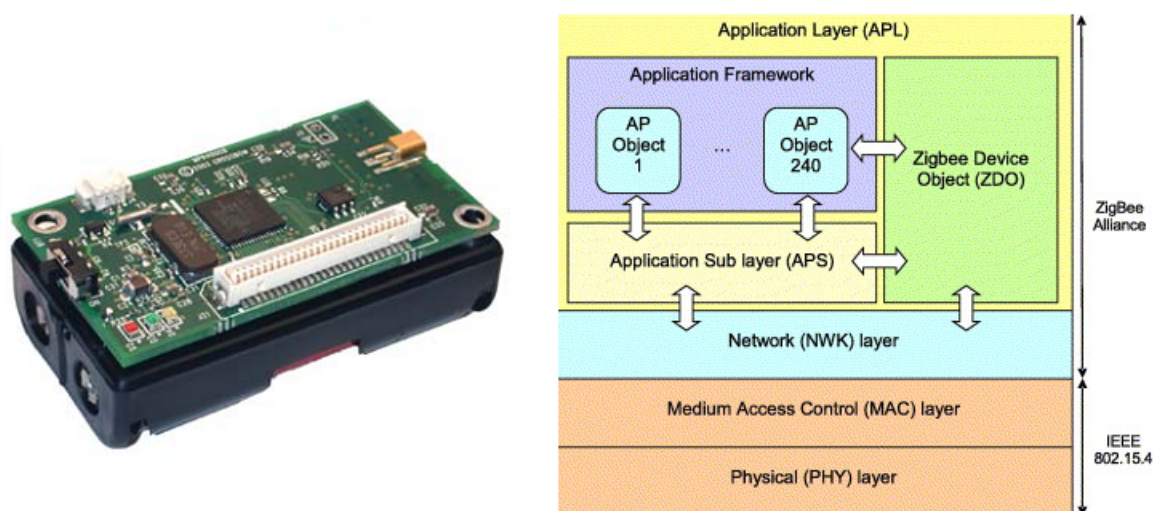 Application Layer (APL)
Application Framework
AP
Object
1
...
AP
Object
240
Zigbee Device
Object (ZDO)
Application Sub layer (APS)
Network (NWK) layer
Medium Access Control (MAC) layer
Physical (PHY) layer
ZigBee
Alliance
IEEE
802.15.4